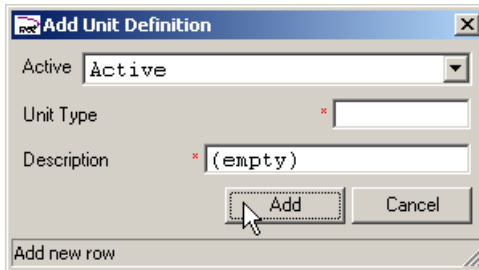 Add Unit Definition
Active Active
Unit Type *
Description * (empty)
Add Cancel
Add new row